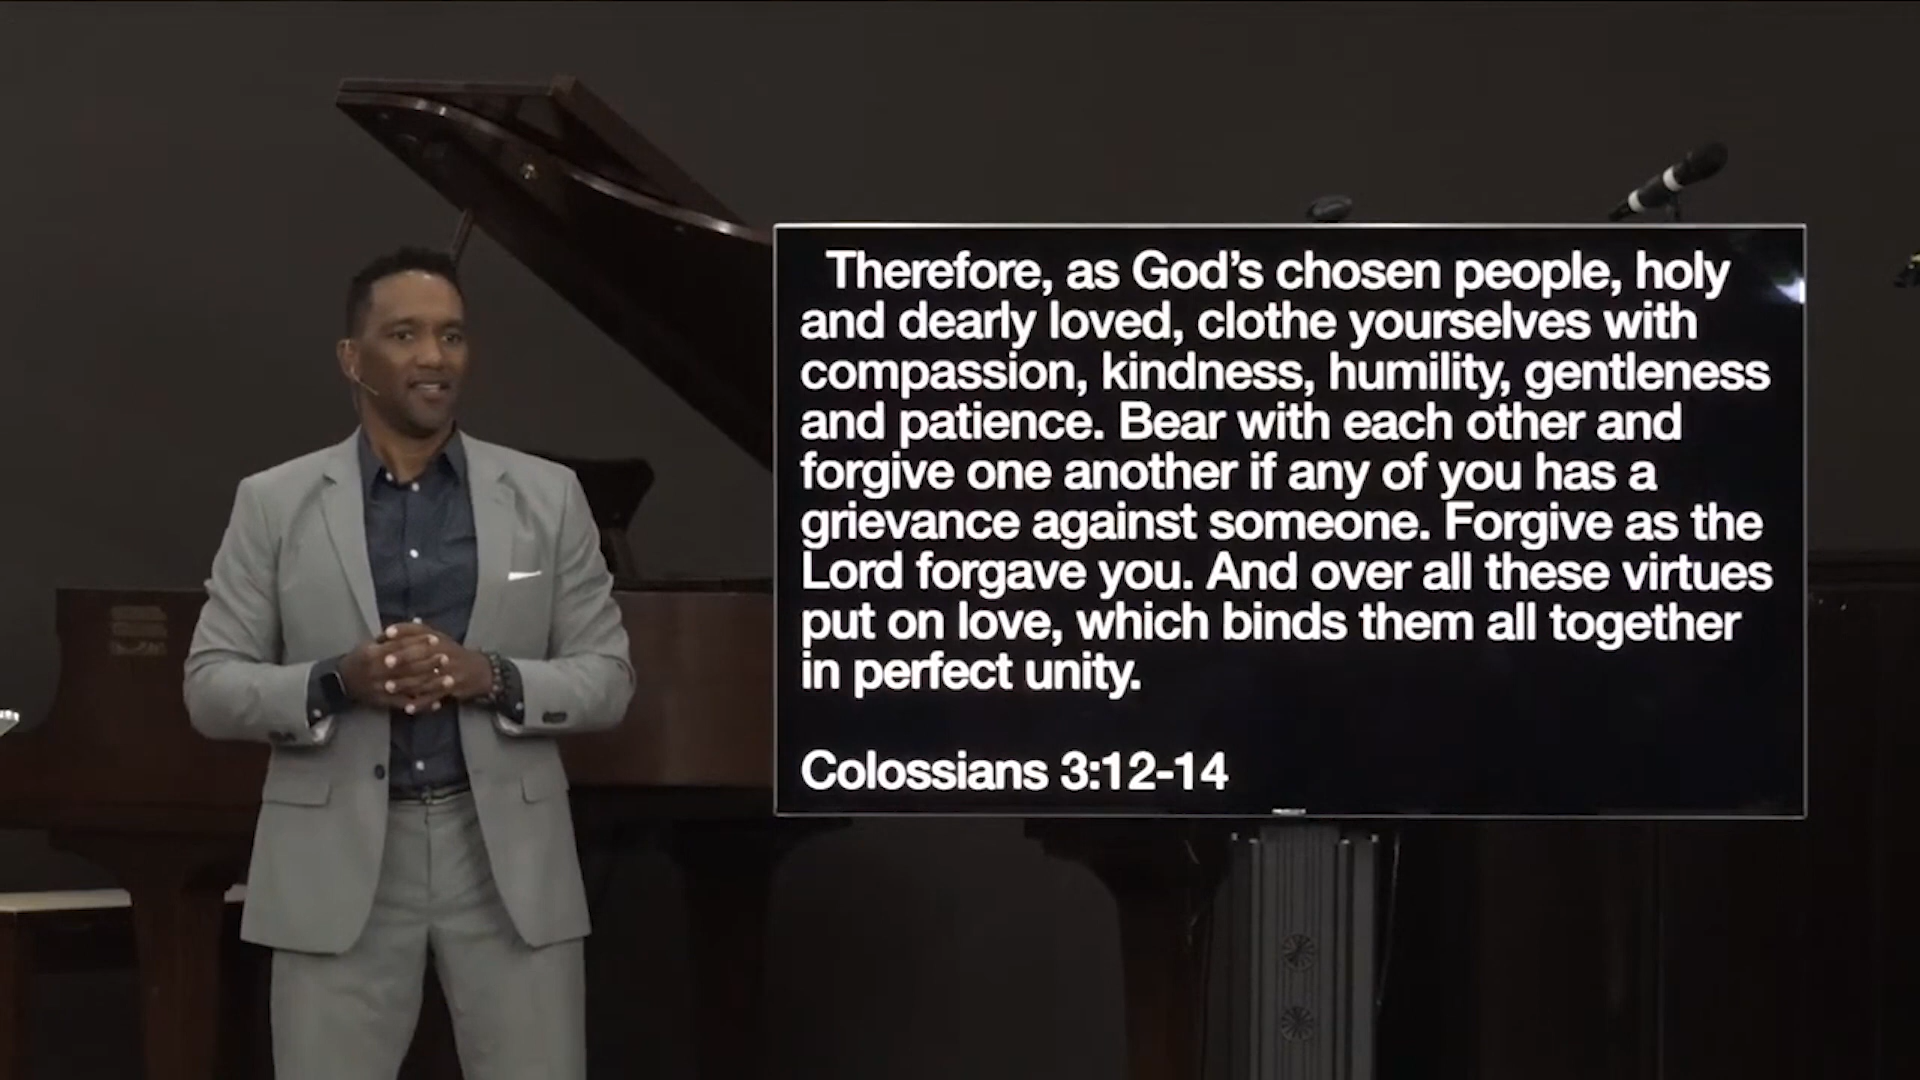 Therefore, as God’s chosen people, holy
and dearly loved, clothe yourselves with
compassion, kindness, humility, gentleness
and patience. Bear with each other and
forgive one another if any of you has a
grievance against someone. Forgive as the
Lord forgave you. And over all these virtues
put on love, which binds them all together
in perfect unity.
Colossians 3:12-14